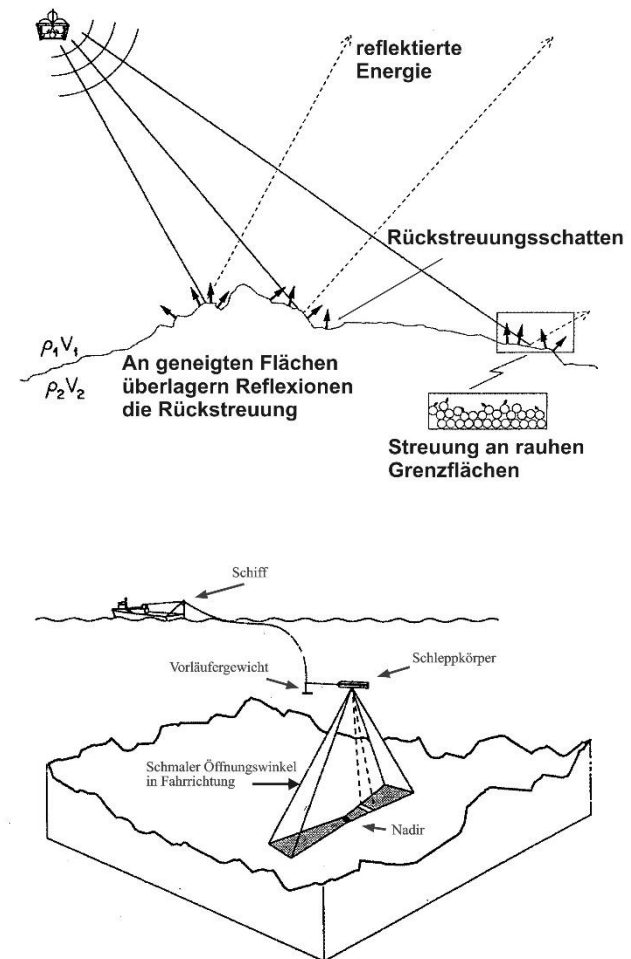 reflektierte
Energie
Rückstreuungsschatten
ρ₁V₁
ρ₂V₂
An geneigten Flächen
überlagern Reflexionen
die Rückstreuung
Streuung an rauhen
Grenzflächen
Schiff
Vorläufergewicht
Schleppkörper
Schmaler Öffnungswinkel
in Fahrrichtung
Nadir